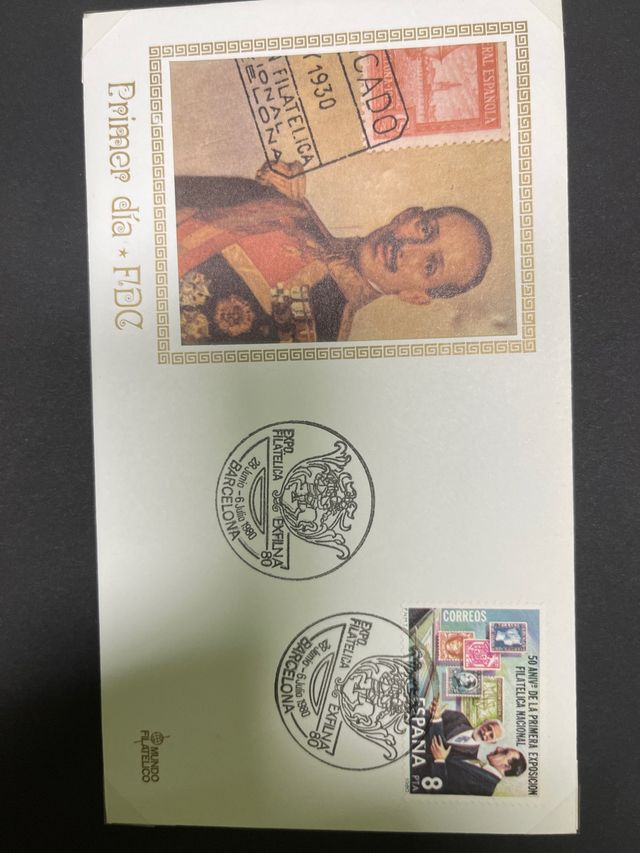 Primer día * FDC
CADO
1930
N FILATELICA
IONAL
ELONA
RAL ESPAÑOLA
EXPO.
FILATELICA
EXFILNA
80
28 Junio - 6 Julio 1980
BARCELONA
EXPO.
FILATELICA
EXFILNA
80
28 Junio - 6 Julio 1980
BARCELONA
CORREOS
50 ANIVº DE LA PRIMERA EXPOSICION
FILATELICA NACIONAL
ESPAÑA
8
PTA
MUNDO
FILATELICO